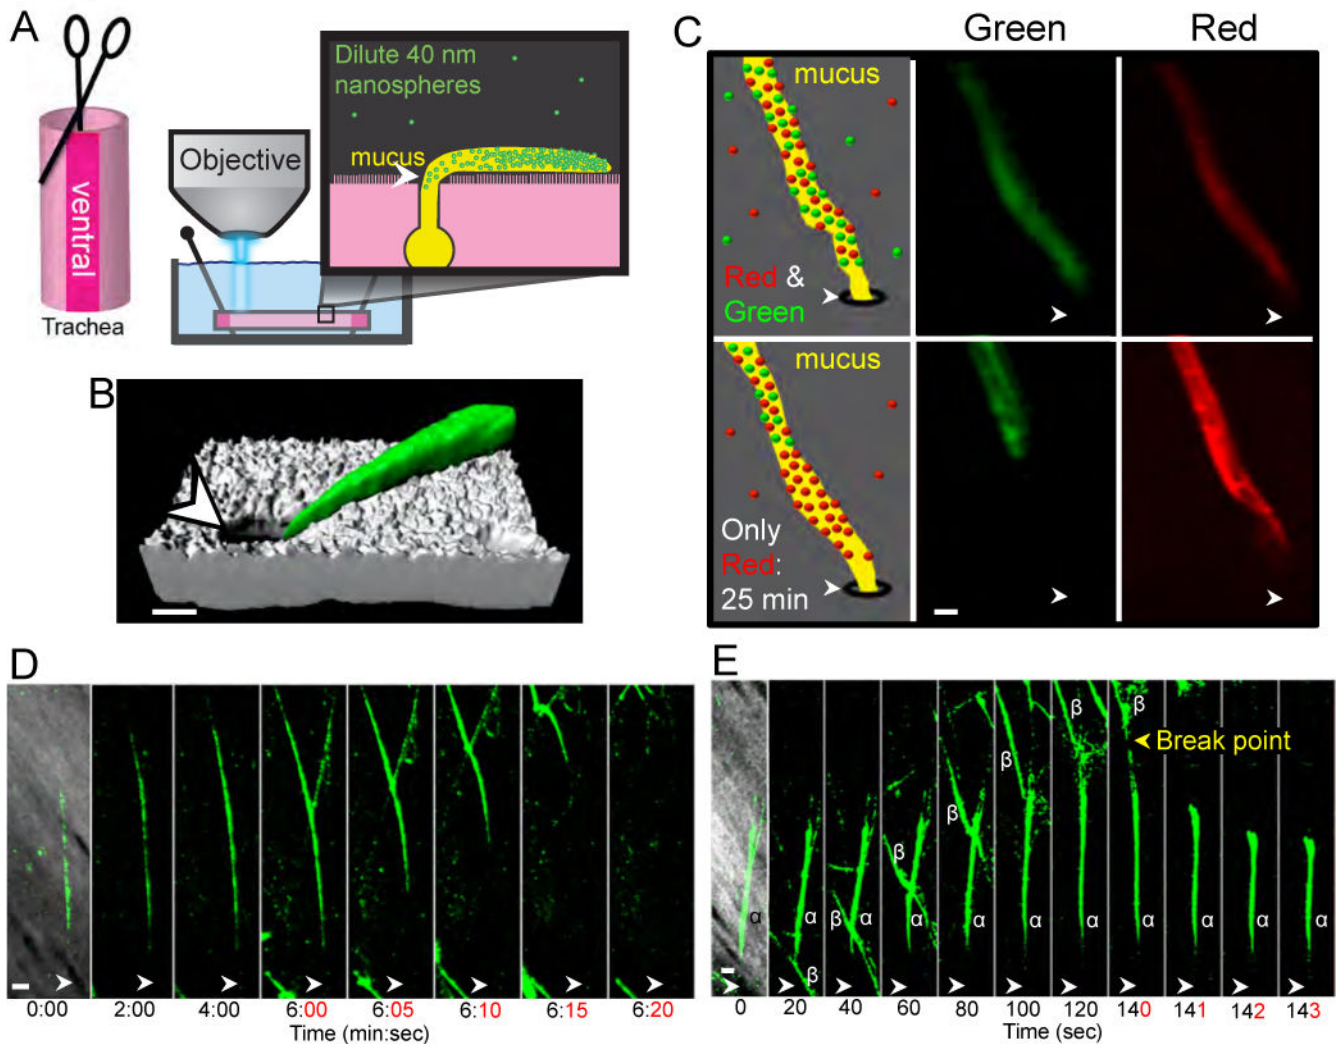 A
ventral
Trachea
Objective
Dilute 40 nm
nanospheres
mucus
B
C
Green
Red
mucus
Red &
Green
mucus
Only
Red:
25 min
D
0:00
2:00
4:00
6:00
6:05
6:10
6:15
6:20
Time (min:sec)
E
α
α
β
α
β
α
β
α
β
α
β
α
β
β
α
Break point
α
α
α
0
20
40
60
80
100
120
140
141
142
143
Time (sec)